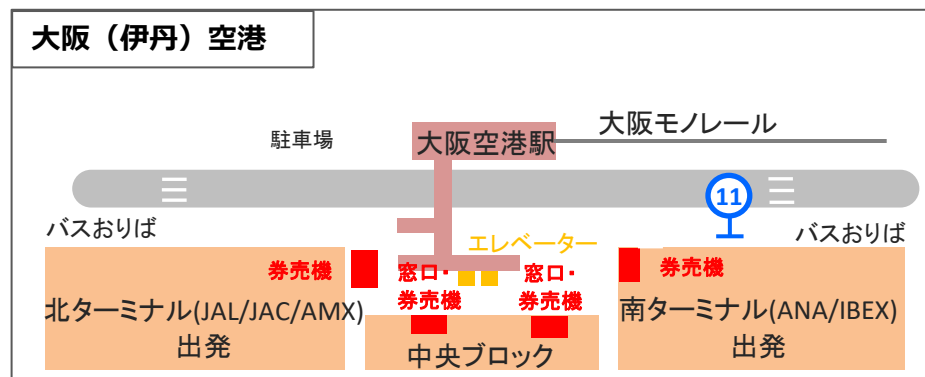 大阪（伊丹）空港
駐車場
大阪空港駅
大阪モノレール
11
バスおりば
バスおりば
エレベーター
券売機
窓口・
券売機
窓口・
券売機
券売機
北ターミナル(JAL/JAC/AMX)
出発
中央ブロック
南ターミナル(ANA/IBEX)
出発